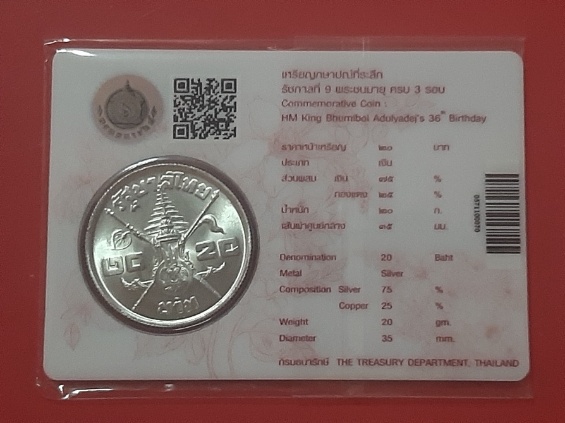 เหรียญกษาปณ์ที่ระลึก
รัชกาลที่ 9 พระชนมายุ ครบ 3 รอบ
Commemorative Coin :
HM King Bhumibol Adulyadej's 36th Birthday
ราคาหน้าเหรียญ ๒๐ บาท
ประเภท เงิน
ส่วนผสม เงิน ๗๕ %
ทองแดง ๒๕ %
น้ำหนัก ๒๐ ก.
เส้นผ่าศูนย์กลาง ๓๕ มม.
Denomination 20 Baht
Metal Silver
Composition Silver 75 %
Copper 25 %
Weight 20 gm.
Diameter 35 mm.
กรมธนารักษ์ THE TREASURY DEPARTMENT, THAILAND
รัฐบาลไทย
๒๐ 20
บาท